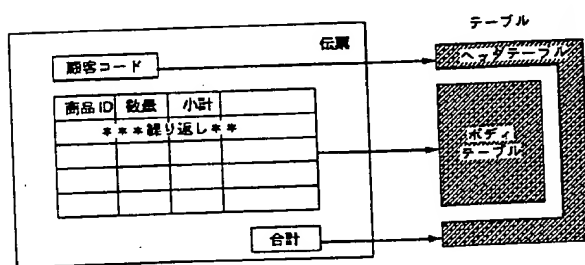 テーブル
伝票
顧客コード
ヘッダテーブル
商品ID 数量 小計
***繰り返し**
ボディ
テーブル
合計